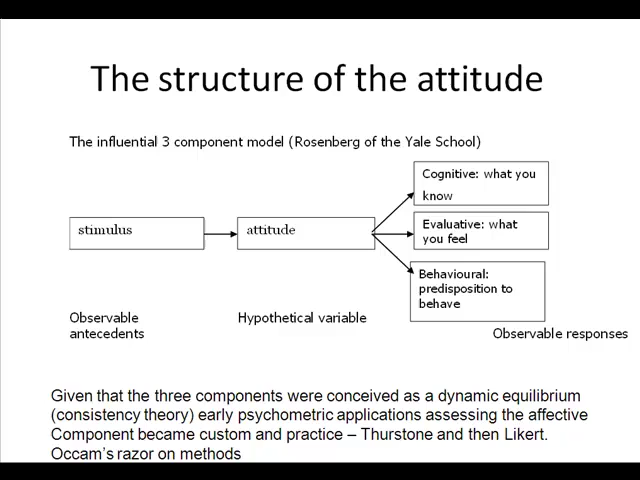 The structure of the attitude
The influential 3 component model (Rosenberg of the Yale School)
stimulus
attitude
Cognitive: what you
know
Evaluative: what
you feel
Behavioural:
predisposition to
behave
Observable
antecedents
Hypothetical variable
Observable responses
Given that the three components were conceived as a dynamic equilibrium
(consistency theory) early psychometric applications assessing the affective
Component became custom and practice – Thurstone and then Likert.
Occam's razor on methods